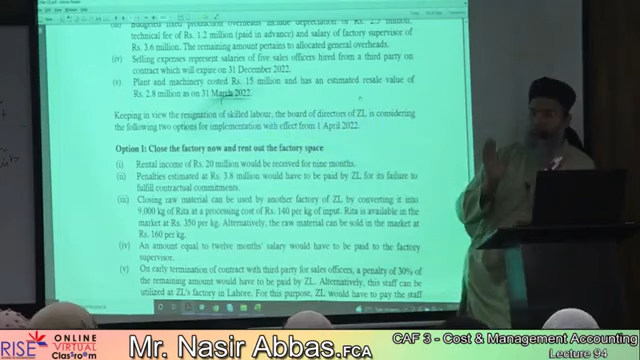 (iii) Budgeted fixed production overheads include depreciation of Rs. 2.5 million,
technical fee of Rs. 1.2 million (paid in advance) and salary of factory supervisor of
Rs. 3.6 million. The remaining amount pertains to allocated general overheads.
(iv) Selling expenses represent salaries of five sales officers hired from a third party on
contract which will expire on 31 December 2022.
(v) Plant and machinery costed Rs. 15 million and has an estimated resale value of
Rs. 2.8 million as on 31 March 2022.
Keeping in view the resignation of skilled labour, the board of directors of ZL is considering
the following two options for implementation with effect from 1 April 2022.
Option I: Close the factory now and rent out the factory space
(i) Rental income of Rs. 20 million would be received for nine months.
(ii) Penalties estimated at Rs. 3.8 million would have to be paid by ZL for its failure to
fulfill contractual commitments.
(iii) Closing raw material can be used by another factory of ZL by converting it into
9,000 kg of Rita at a processing cost of Rs. 140 per kg of input. Rita is available in the
market at Rs. 350 per kg. Alternatively, the raw material can be sold in the market at
Rs. 160 per kg.
(iv) An amount equal to twelve months' salary would have to be paid to the factory
supervisor.
(v) On early termination of contract with third party for sales officers, a penalty of 30% of
the remaining amount would have to be paid by ZL. Alternatively, this staff can be
utilized at ZL's factory in Lahore. For this purpose, ZL would have to pay the staff
RISE ONLINE VIRTUAL Classroom
Mr. Nasir Abbas.FCA
CAF 3 - Cost & Management Accounting
Lecture 94